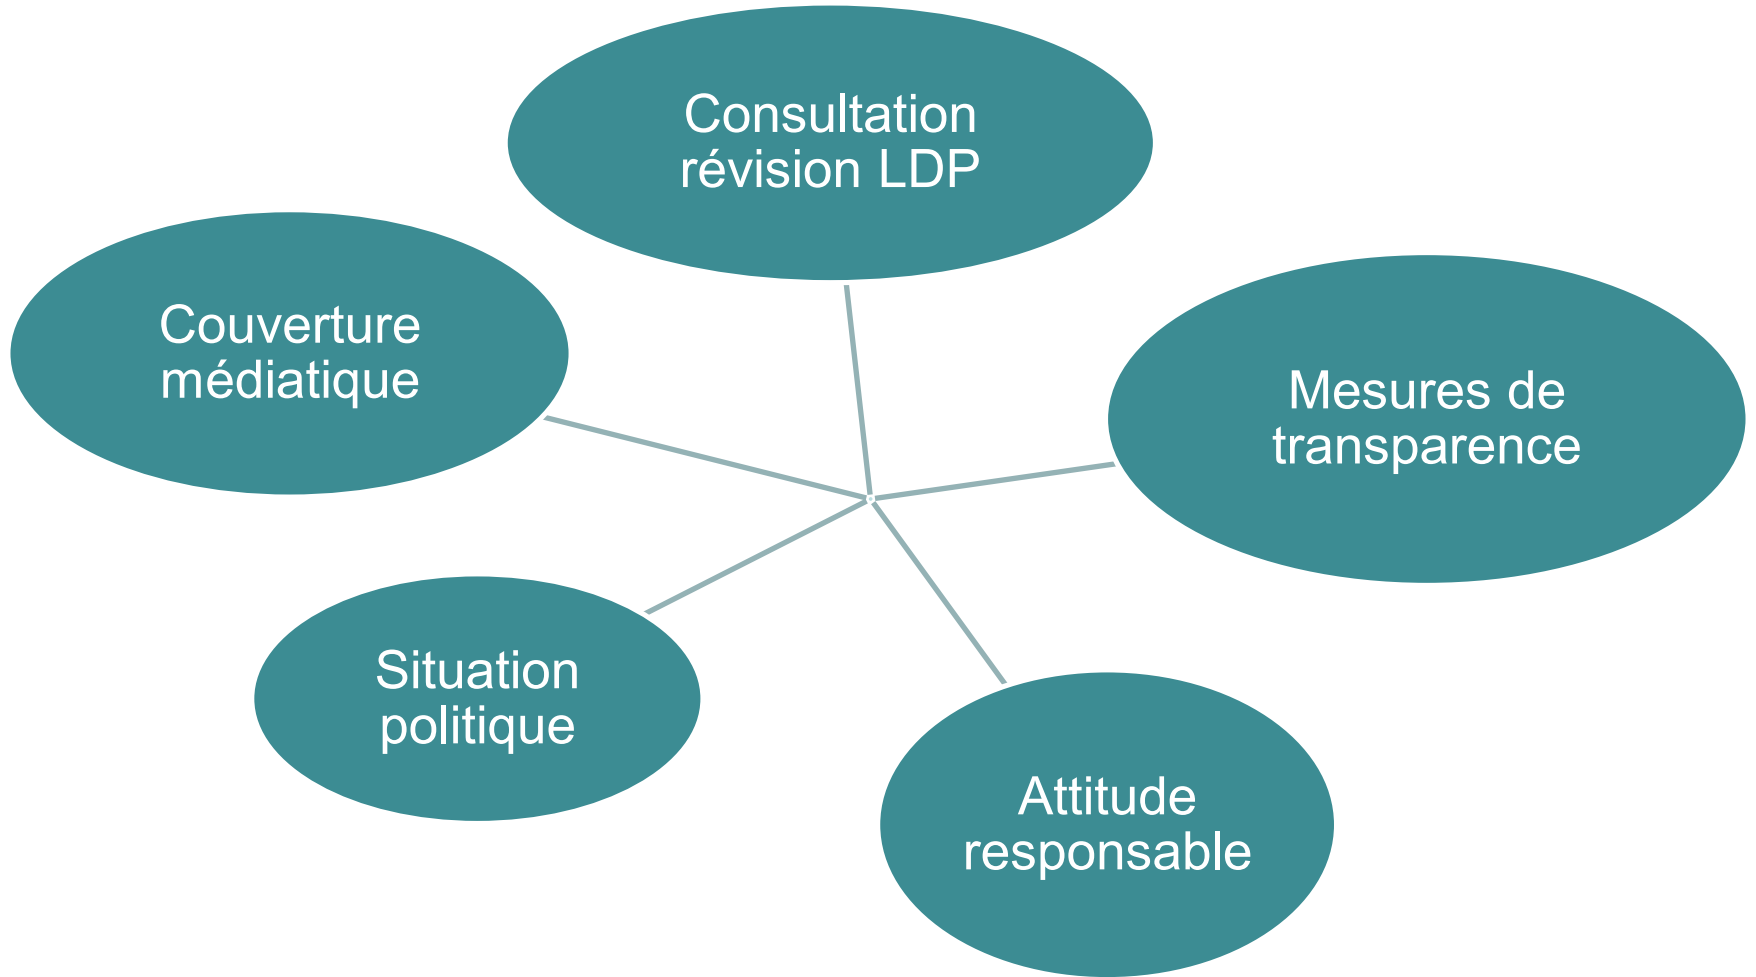 Consultation
révision LDP
Couverture
médiatique
Mesures de
transparence
Situation
politique
Attitude
responsable